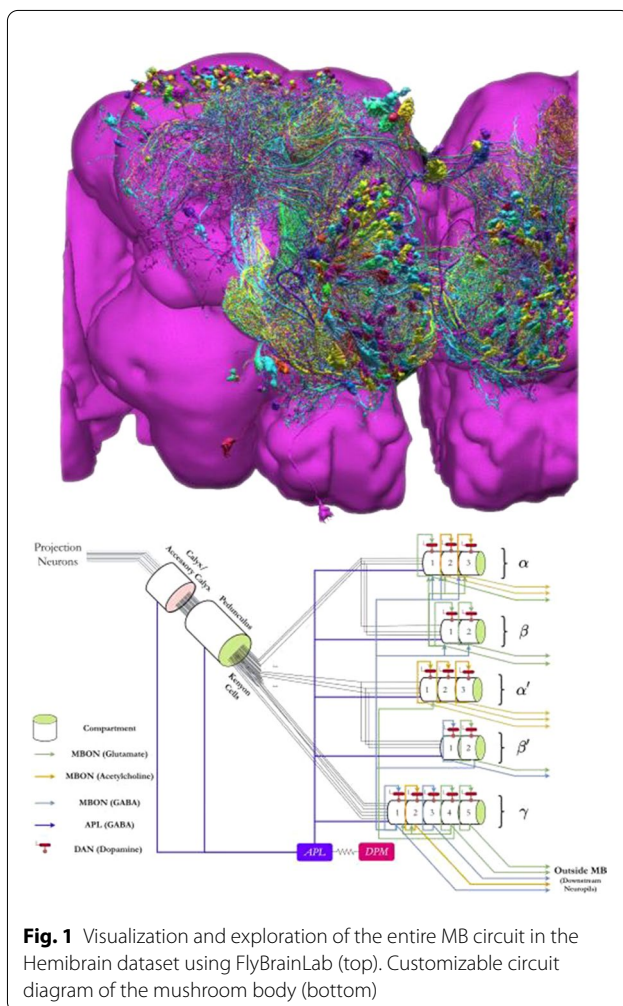 Projection
Neurons
Calyx/
Accessory Calyx
Pedunculus
Kenyon
Cells
1 2 3
α
1 2
β
1 2 3
α′
1 2
β′
1 2 3 4 5
γ
Compartment
MBON (Glutamate)
MBON (Acetylcholine)
MBON (GABA)
APL (GABA)
DAN (Dopamine)
APL
DPM
Outside MB
(Downstream
Neuropils)
Fig. 1 Visualization and exploration of the entire MB circuit in the
Hemibrain dataset using FlyBrainLab (top). Customizable circuit
diagram of the mushroom body (bottom)